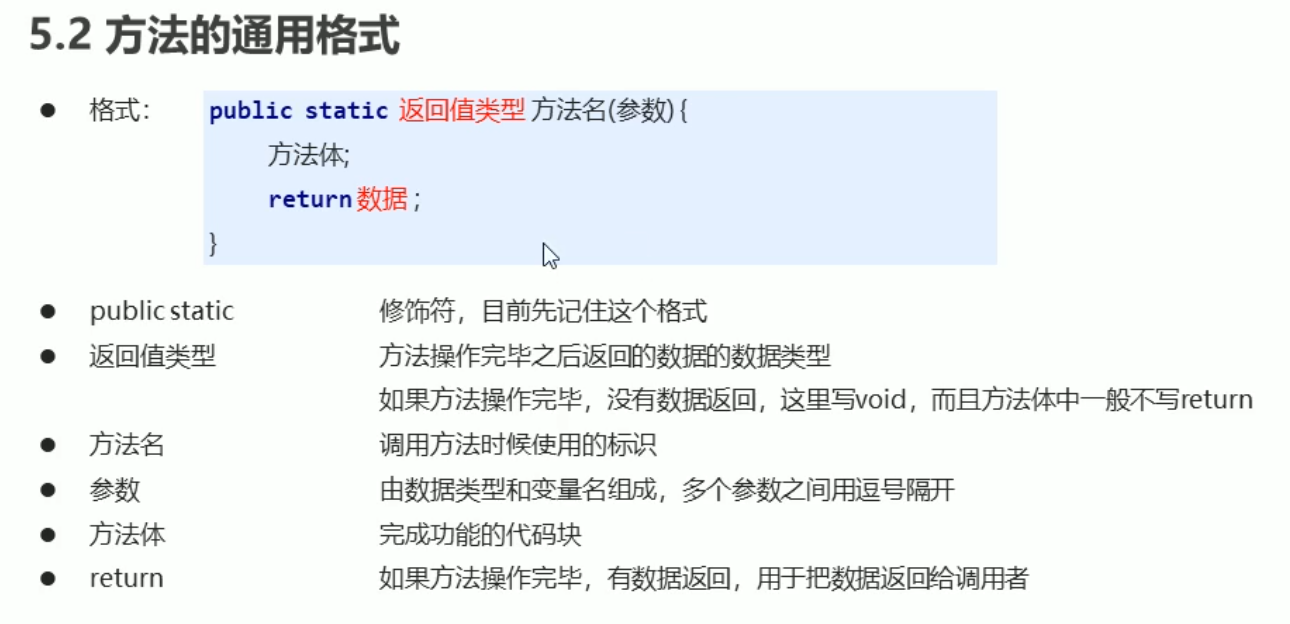 5.2 方法的通用格式
● 格式： public static 返回值类型 方法名(参数) {
方法体;
return 数据 ;
}
● public static 修饰符，目前先记住这个格式
● 返回值类型 方法操作完毕之后返回的数据的数据类型
如果方法操作完毕，没有数据返回，这里写void，而且方法体中一般不写return
● 方法名 调用方法时候使用的标识
● 参数 由数据类型和变量名组成，多个参数之间用逗号隔开
● 方法体 完成功能的代码块
● return 如果方法操作完毕，有数据返回，用于把数据返回给调用者